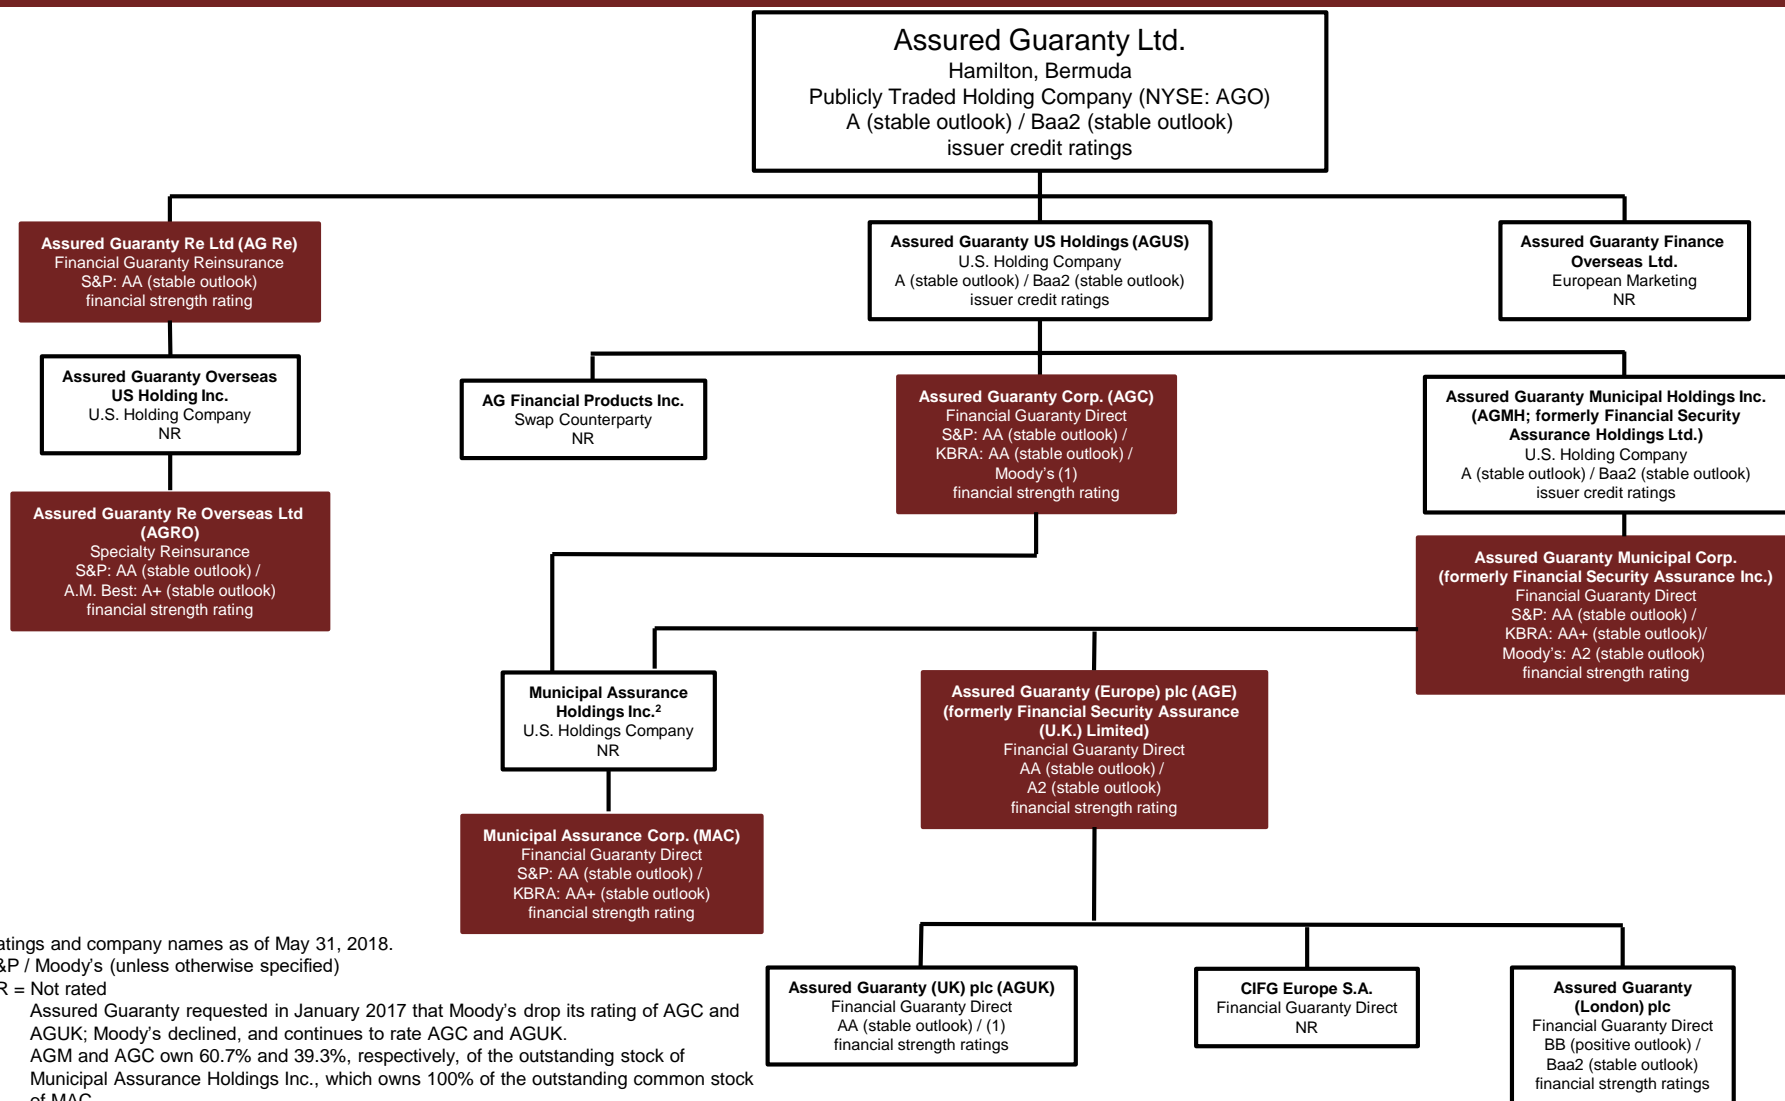 Assured Guaranty Ltd.
Hamilton, Bermuda
Publicly Traded Holding Company (NYSE: AGO)
A (stable outlook) / Baa2 (stable outlook)
issuer credit ratings
Assured Guaranty Re Ltd (AG Re)
Financial Guaranty Reinsurance
S&P: AA (stable outlook)
financial strength rating
Assured Guaranty US Holdings (AGUS)
U.S. Holding Company
A (stable outlook) / Baa2 (stable outlook)
issuer credit ratings
Assured Guaranty Finance
Overseas Ltd.
European Marketing
NR
Assured Guaranty Overseas
US Holding Inc.
U.S. Holding Company
NR
AG Financial Products Inc.
Swap Counterparty
NR
Assured Guaranty Corp. (AGC)
Financial Guaranty Direct
S&P: AA (stable outlook) /
KBRA: AA (stable outlook) /
Moody's (1)
financial strength rating
Assured Guaranty Municipal Holdings Inc.
(AGMH; formerly Financial Security
Assurance Holdings Ltd.)
U.S. Holding Company
A (stable outlook) / Baa2 (stable outlook)
issuer credit ratings
Assured Guaranty Re Overseas Ltd
(AGRO)
Specialty Reinsurance
S&P: AA (stable outlook) /
A.M. Best: A+ (stable outlook)
financial strength rating
Assured Guaranty Municipal Corp.
(formerly Financial Security Assurance Inc.)
Financial Guaranty Direct
S&P: AA (stable outlook) /
KBRA: AA+ (stable outlook)/
Moody's: A2 (stable outlook)
financial strength rating
Municipal Assurance
Holdings Inc.²
U.S. Holdings Company
NR
Assured Guaranty (Europe) plc (AGE)
(formerly Financial Security Assurance
(U.K.) Limited)
Financial Guaranty Direct
AA (stable outlook) /
A2 (stable outlook)
financial strength rating
Municipal Assurance Corp. (MAC)
Financial Guaranty Direct
S&P: AA (stable outlook) /
KBRA: AA+ (stable outlook)
financial strength rating
Assured Guaranty (UK) plc (AGUK)
Financial Guaranty Direct
AA (stable outlook) / (1)
financial strength ratings
CIFG Europe S.A.
Financial Guaranty Direct
NR
Assured Guaranty
(London) plc
Financial Guaranty Direct
BB (positive outlook) /
Baa2 (stable outlook)
financial strength ratings
atings and company names as of May 31, 2018.
&P / Moody's (unless otherwise specified)
R = Not rated
Assured Guaranty requested in January 2017 that Moody's drop its rating of AGC and
AGUK; Moody's declined, and continues to rate AGC and AGUK.
AGM and AGC own 60.7% and 39.3%, respectively, of the outstanding stock of
Municipal Assurance Holdings Inc., which owns 100% of the outstanding common stock
of MAC